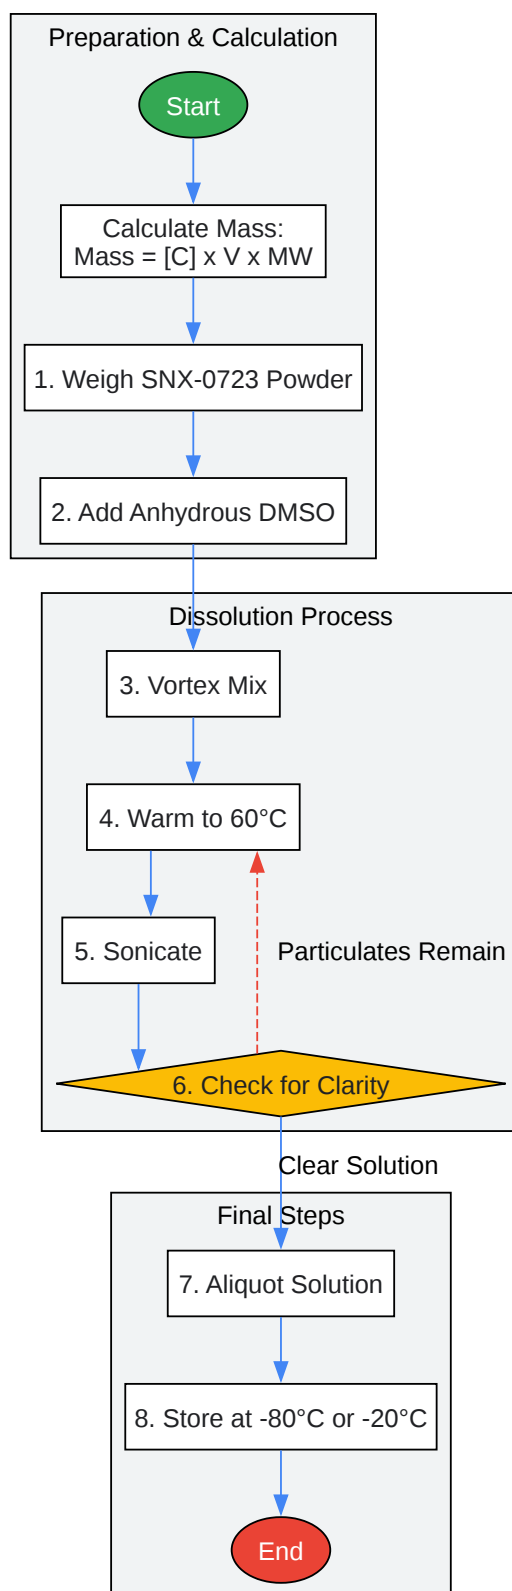 Preparation & Calculation
Start
Calculate Mass:
Mass = [C] x V x MW
1. Weigh SNX-0723 Powder
2. Add Anhydrous DMSO
Dissolution Process
3. Vortex Mix
4. Warm to 60°C
5. Sonicate
Particulates Remain
6. Check for Clarity
Clear Solution
Final Steps
7. Aliquot Solution
8. Store at -80°C or -20°C
End